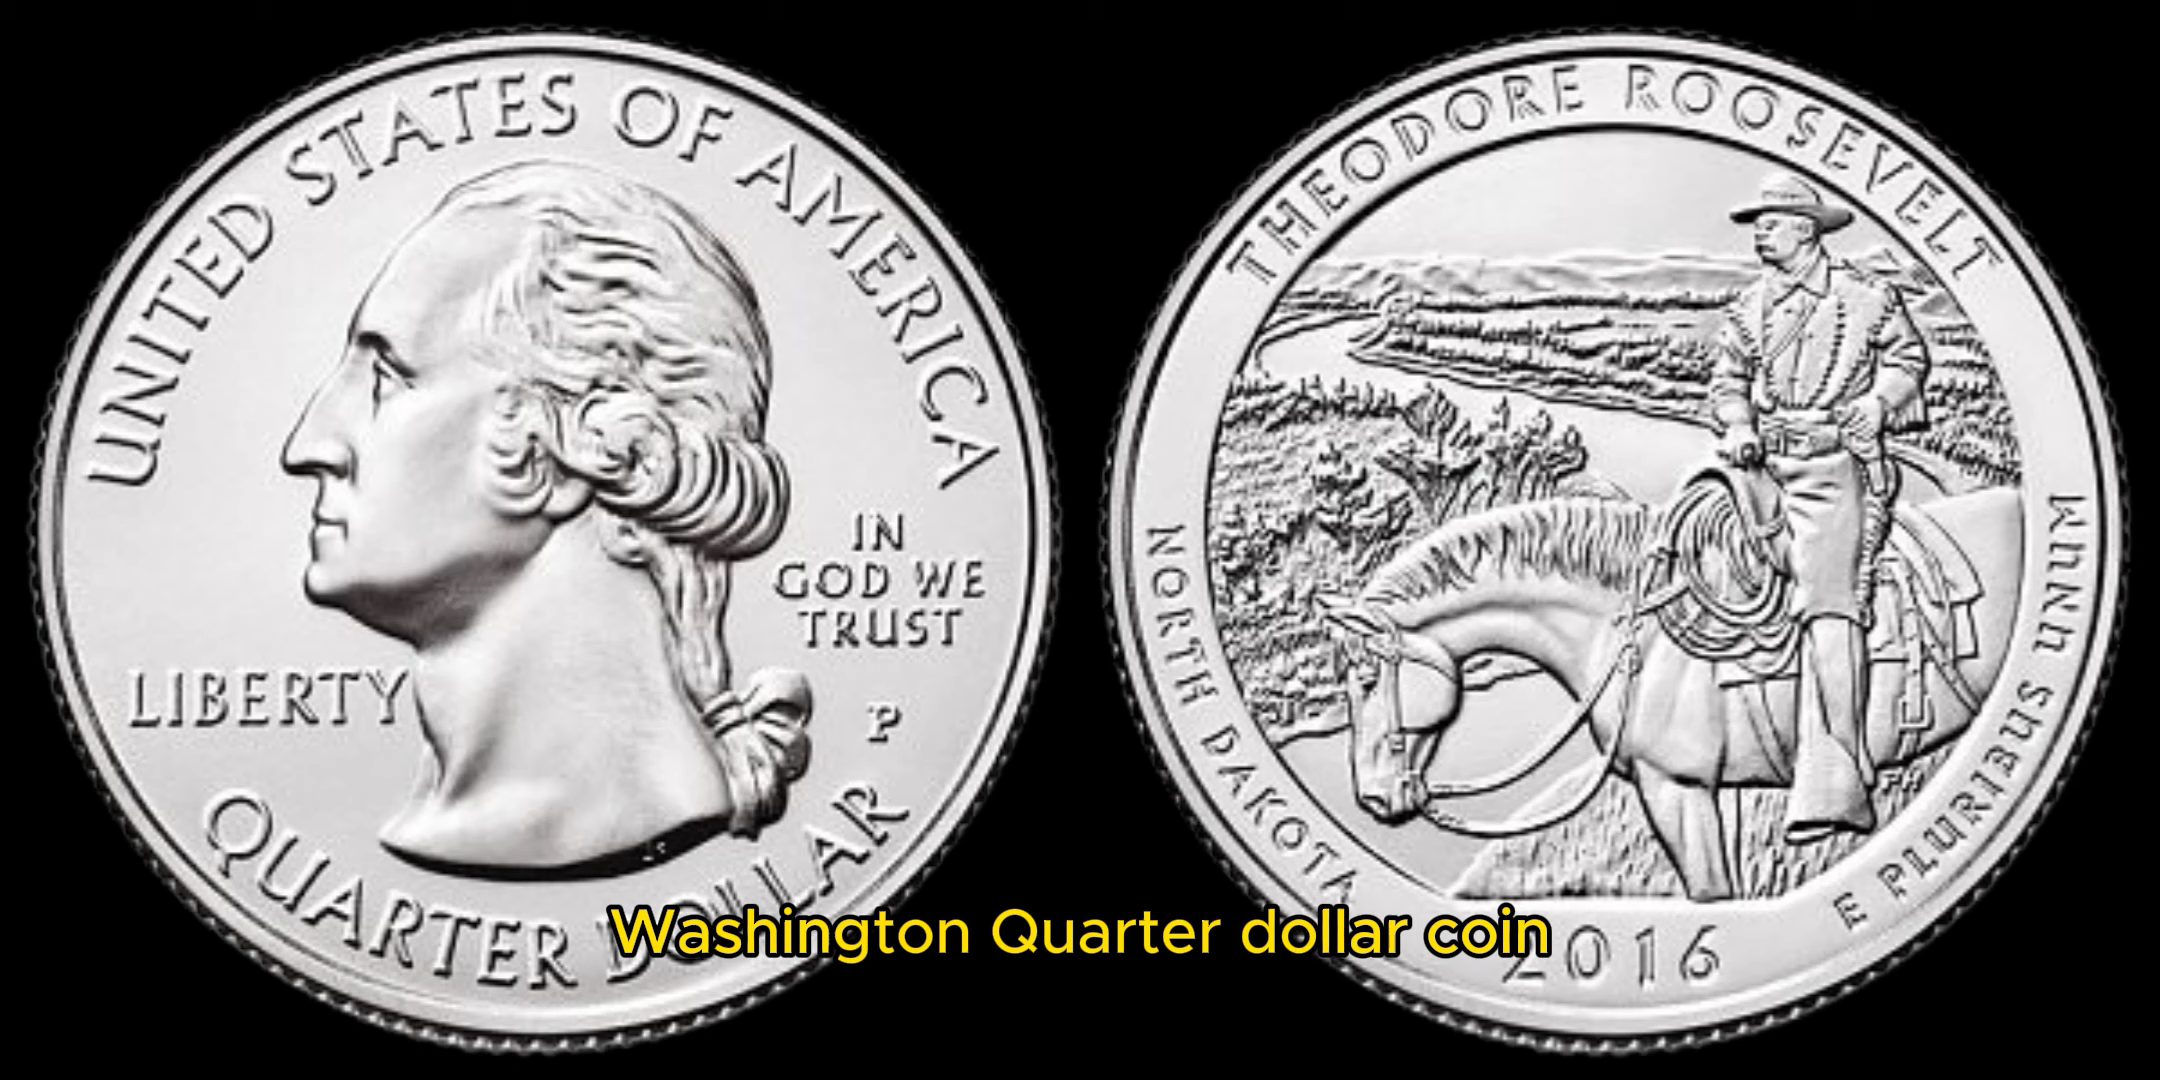 UNITED STATES OF AMERICA
IN
GOD WE
TRUST
LIBERTY
P
QUARTER DOLLAR
THEODORE ROOSEVELT
NORTH DAKOTA
E PLURIBUS UNUM
2016
PH
Washington Quarter dollar coin